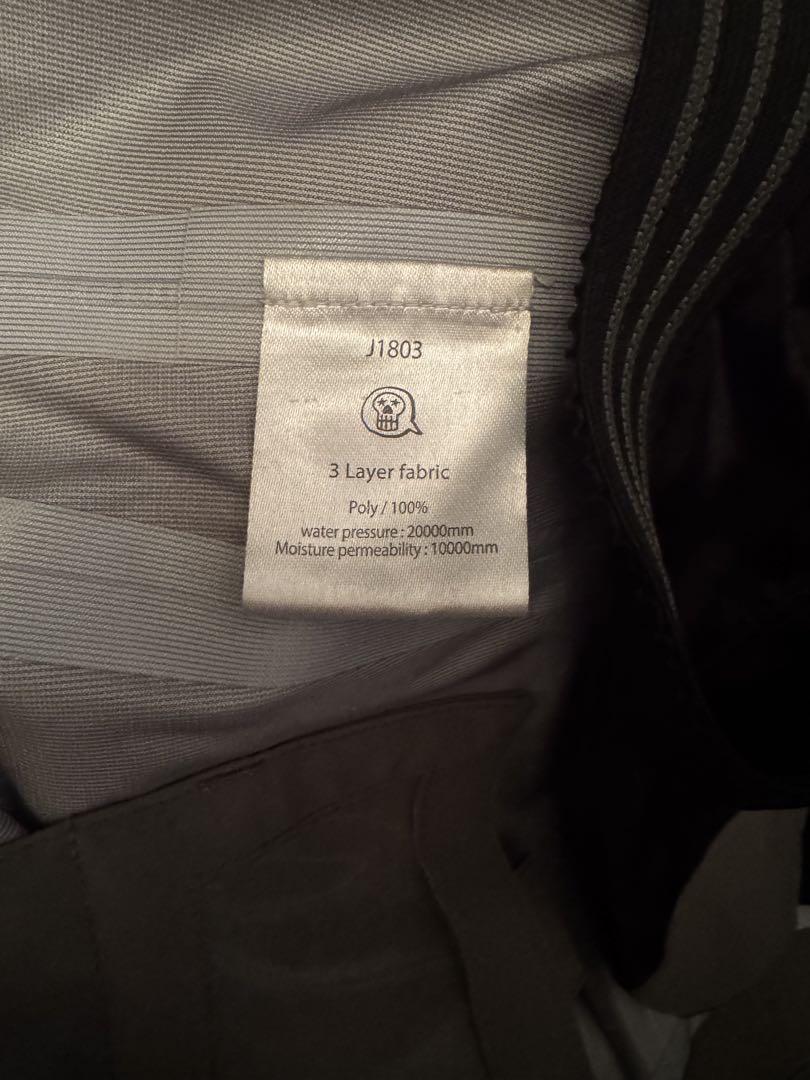 J1803
3 Layer fabric
Poly / 100%
water pressure : 20000mm
Moisture permeability : 10000mm